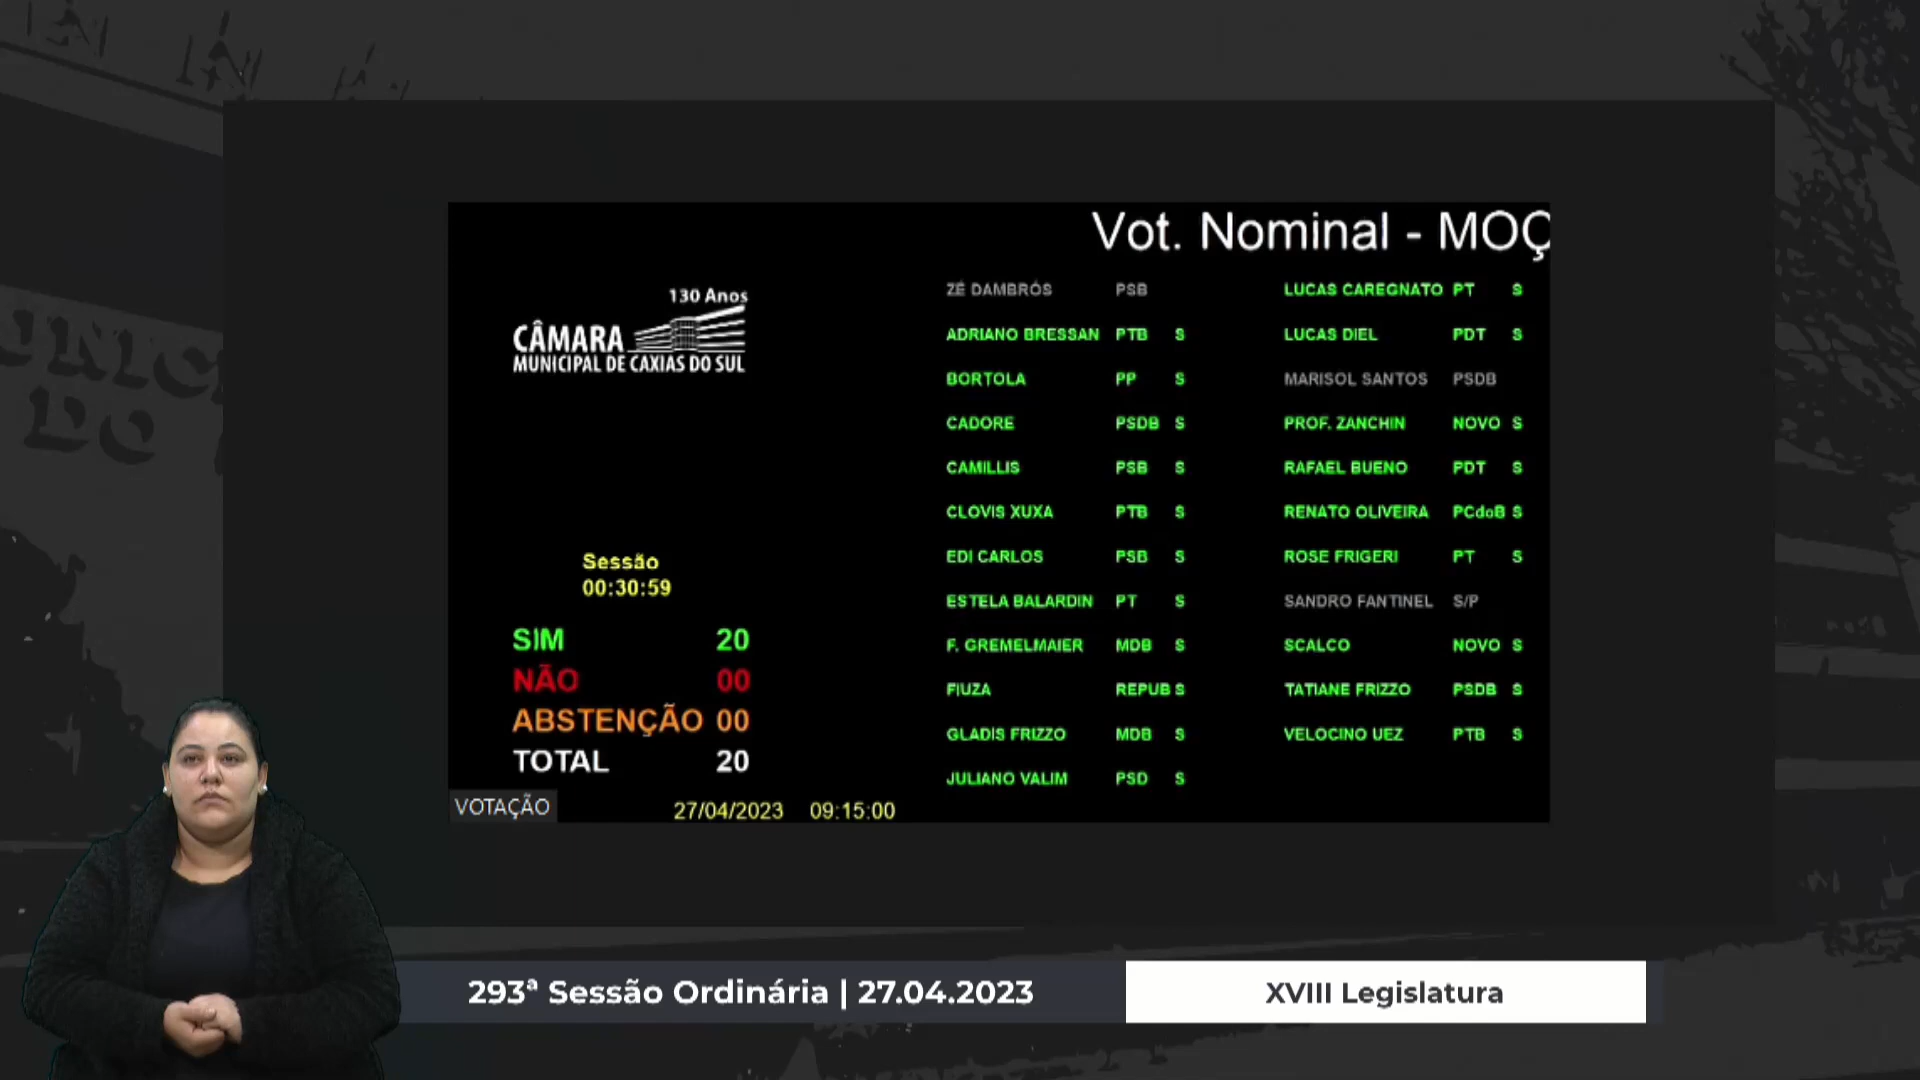 Vot. Nominal - MOÇ
130 Anos
CÂMARA
MUNICIPAL DE CAXIAS DO SUL
ZÉ DAMBRÓS PSB
ADRIANO BRESSAN PTB S
BORTOLA PP S
CADORE PSDB S
CAMILLIS PSB S
CLOVIS XUXA PTB S
EDI CARLOS PSB S
ESTELA BALARDIN PT S
F. GREMELMAIER MDB S
FIUZA REPUB S
GLADIS FRIZZO MDB S
JULIANO VALIM PSD S
LUCAS CAREGNATO PT S
LUCAS DIEL PDT S
MARISOL SANTOS PSDB
PROF. ZANCHIN NOVO S
RAFAEL BUENO PDT S
RENATO OLIVEIRA PCdoB S
ROSE FRIGERI PT S
SANDRO FANTINEL S/P
SCALCO NOVO S
TATIANE FRIZZO PSDB S
VELOCINO UEZ PTB S
Sessão
00:30:59
SIM 20
NÃO 00
ABSTENÇÃO 00
TOTAL 20
VOTAÇÃO
27/04/2023 09:15:00
293ª Sessão Ordinária | 27.04.2023
XVIII Legislatura